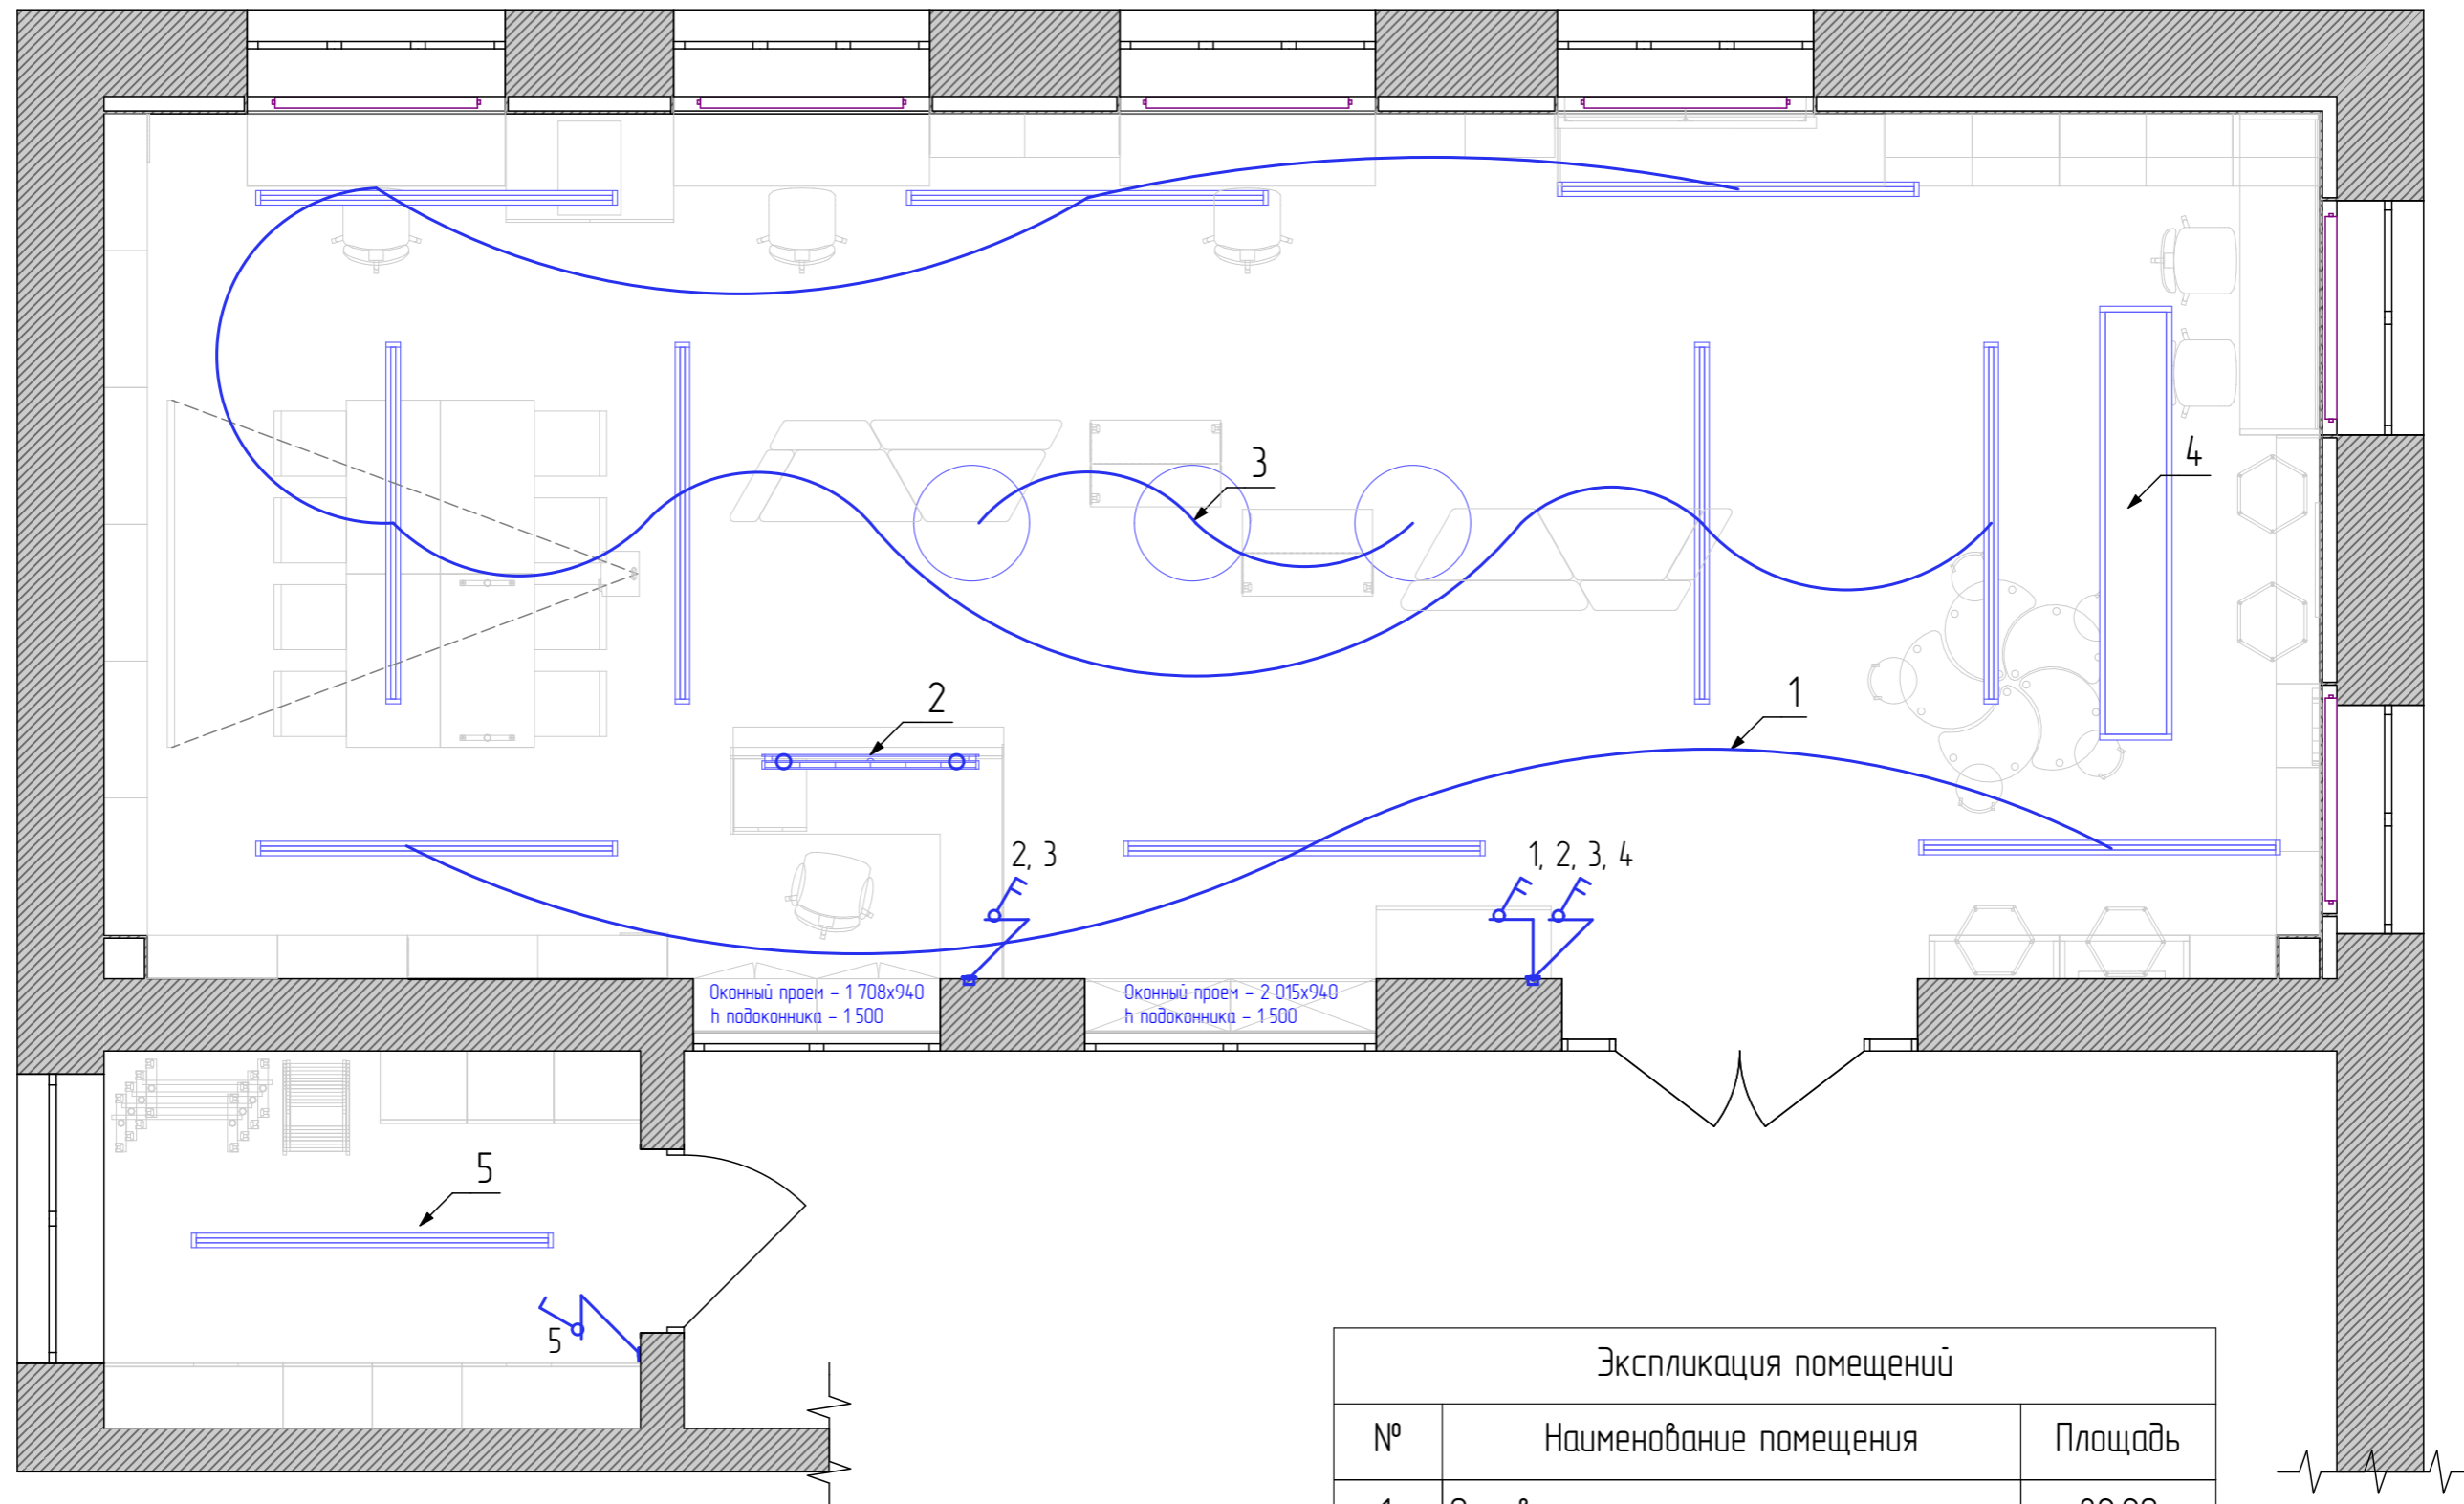 3
4
2
1
2, 3
1, 2, 3, 4
Оконный проем - 1 708х940
h подоконника - 1 500
Оконный проем - 2 015х940
h подоконника - 1 500
5
5
Экспликация помещений
№ Наименование помещения Площадь
1